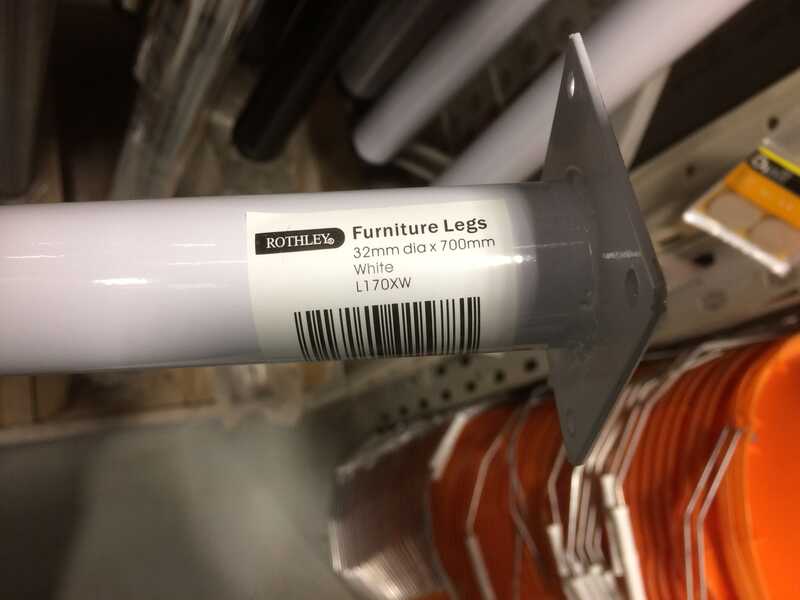 ROTHLEY®
Furniture Legs
32mm dia x 700mm
White
L170XW